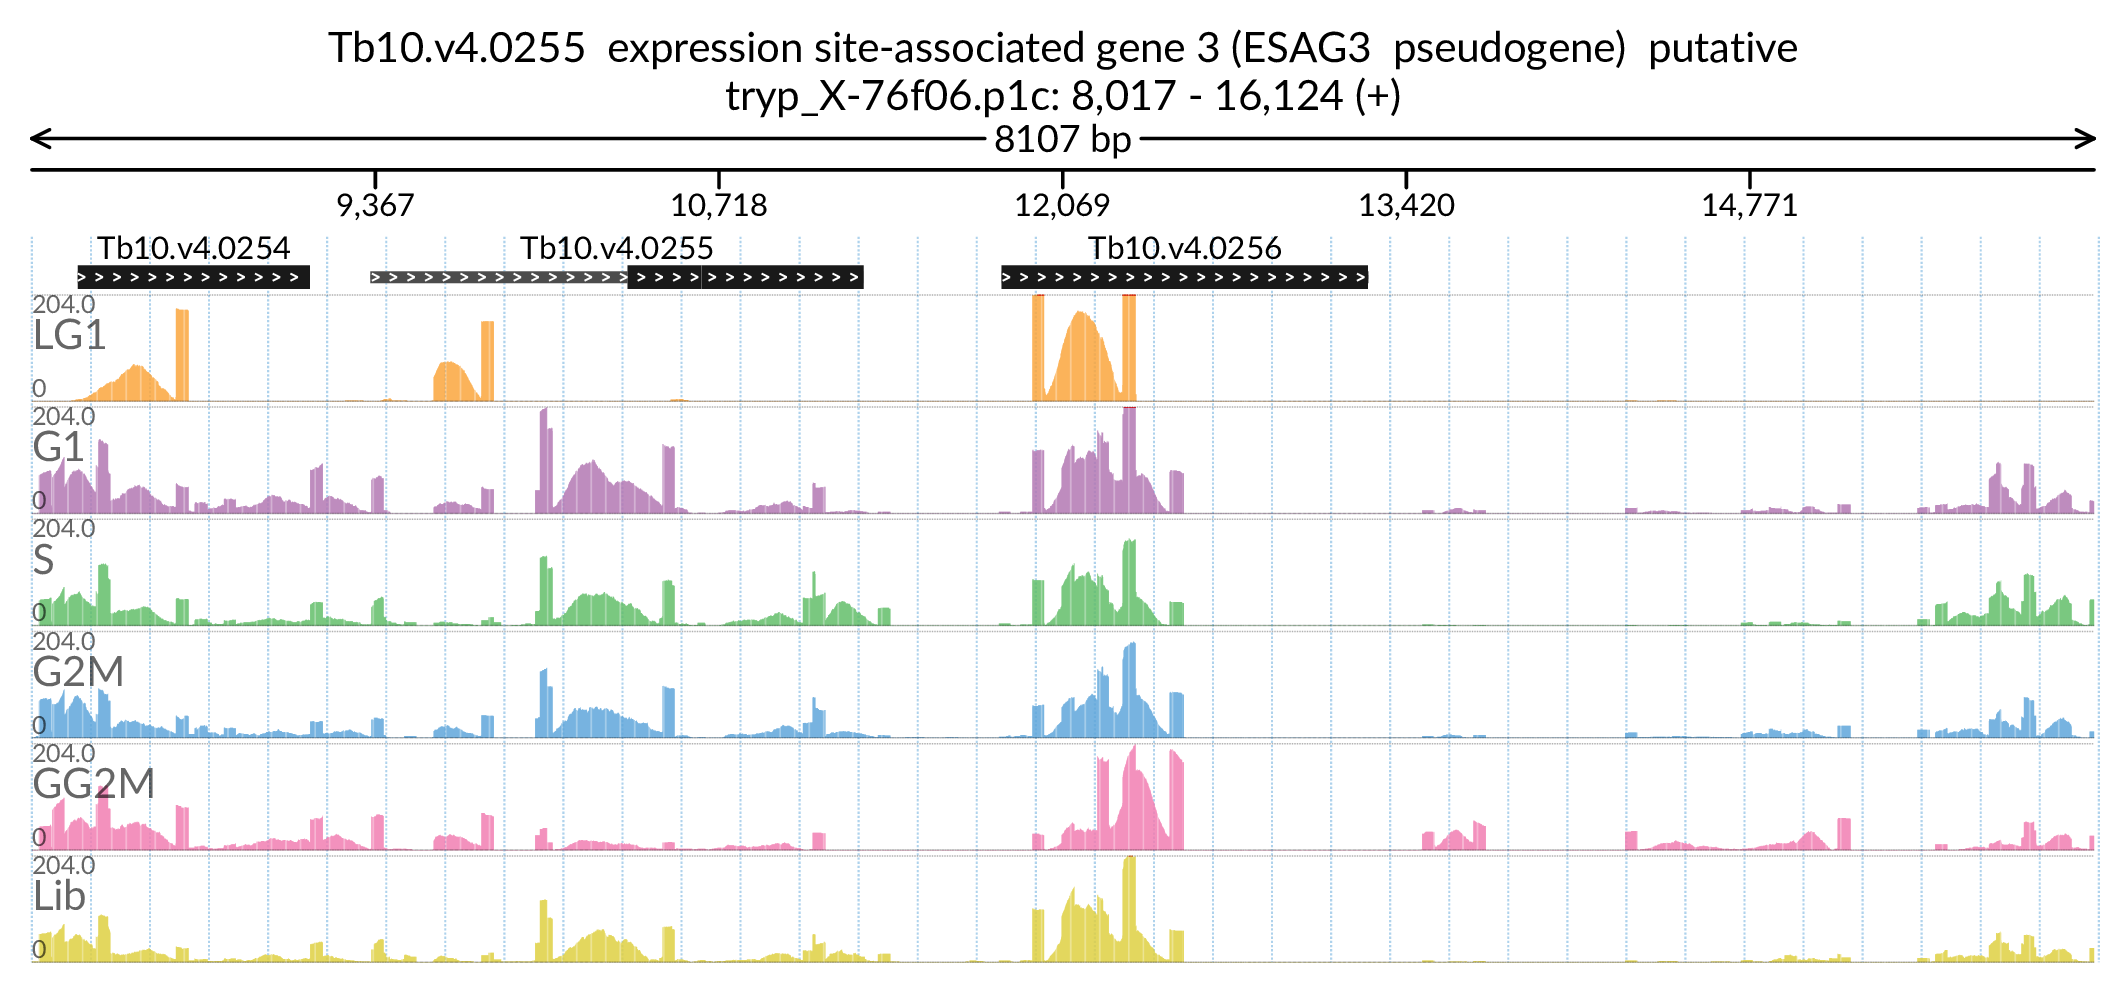 Tb10.v4.0255 expression site-associated gene 3 (ESAG3 pseudogene) putative
tryp_X-76f06.p1c: 8,017 - 16,124 (+)
8107 bp
9,367 10,718 12,069 13,420 14,771
Tb10.v4.0254 Tb10.v4.0255 Tb10.v4.0256
204.0
LG1
0
204.0
G1
0
204.0
S
0
204.0
G2M
0
204.0
GG2M
0
204.0
Lib
0